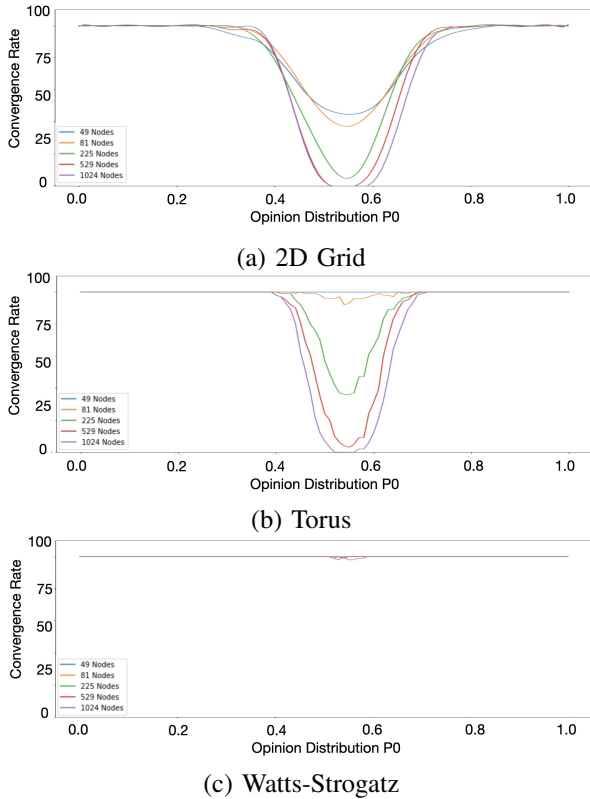 100
75
50
25
0
Convergence Rate
49 Nodes
81 Nodes
225 Nodes
529 Nodes
1024 Nodes
0.0 0.2 0.4 0.6 0.8 1.0
Opinion Distribution P0
(a) 2D Grid
100
75
50
25
0
Convergence Rate
49 Nodes
81 Nodes
225 Nodes
529 Nodes
1024 Nodes
0.0 0.2 0.4 0.6 0.8 1.0
Opinion Distribution P0
(b) Torus
100
75
50
25
0
Convergence Rate
49 Nodes
81 Nodes
225 Nodes
529 Nodes
1024 Nodes
0.0 0.2 0.4 0.6 0.8 1.0
Opinion Distribution P0
(c) Watts-Strogatz